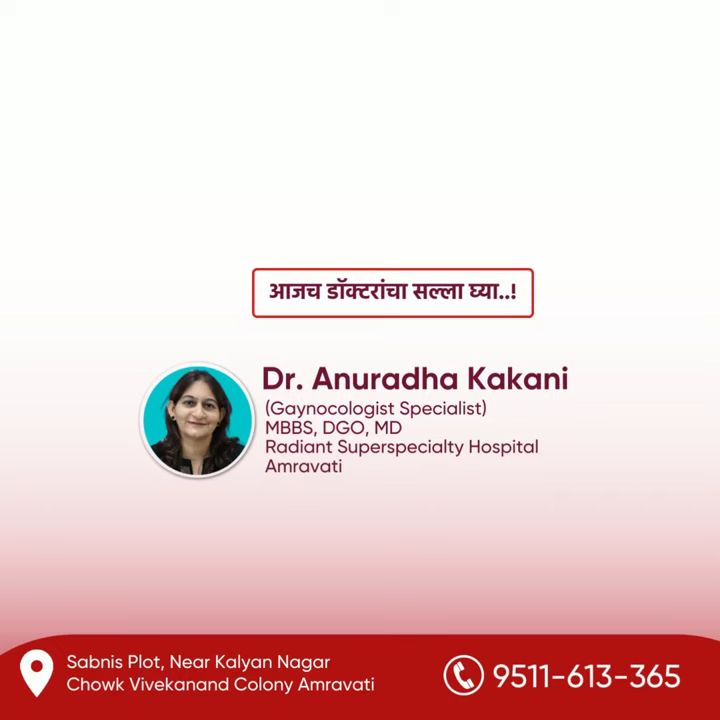 आजच डॉक्टरांचा सल्ला घ्या..!
Dr. Anuradha Kakani
(Gaynocologist Specialist)
MBBS, DGO, MD
Radiant Superspecialty Hospital
Amravati
Sabnis Plot, Near Kalyan Nagar
Chowk Vivekanand Colony Amravati
9511-613-365